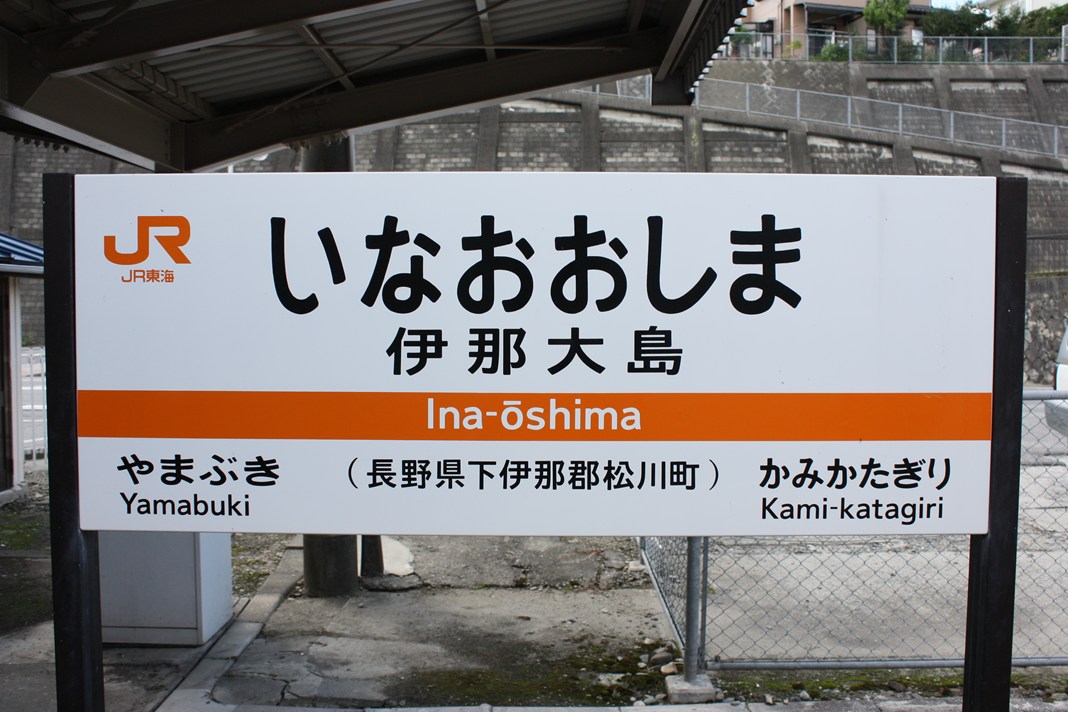 JR
JR東海
いなおおしま
伊那大島
Ina-ōshima
やまぶき
Yamabuki
(長野県下伊那郡松川町)
かみかたぎり
Kami-katagiri